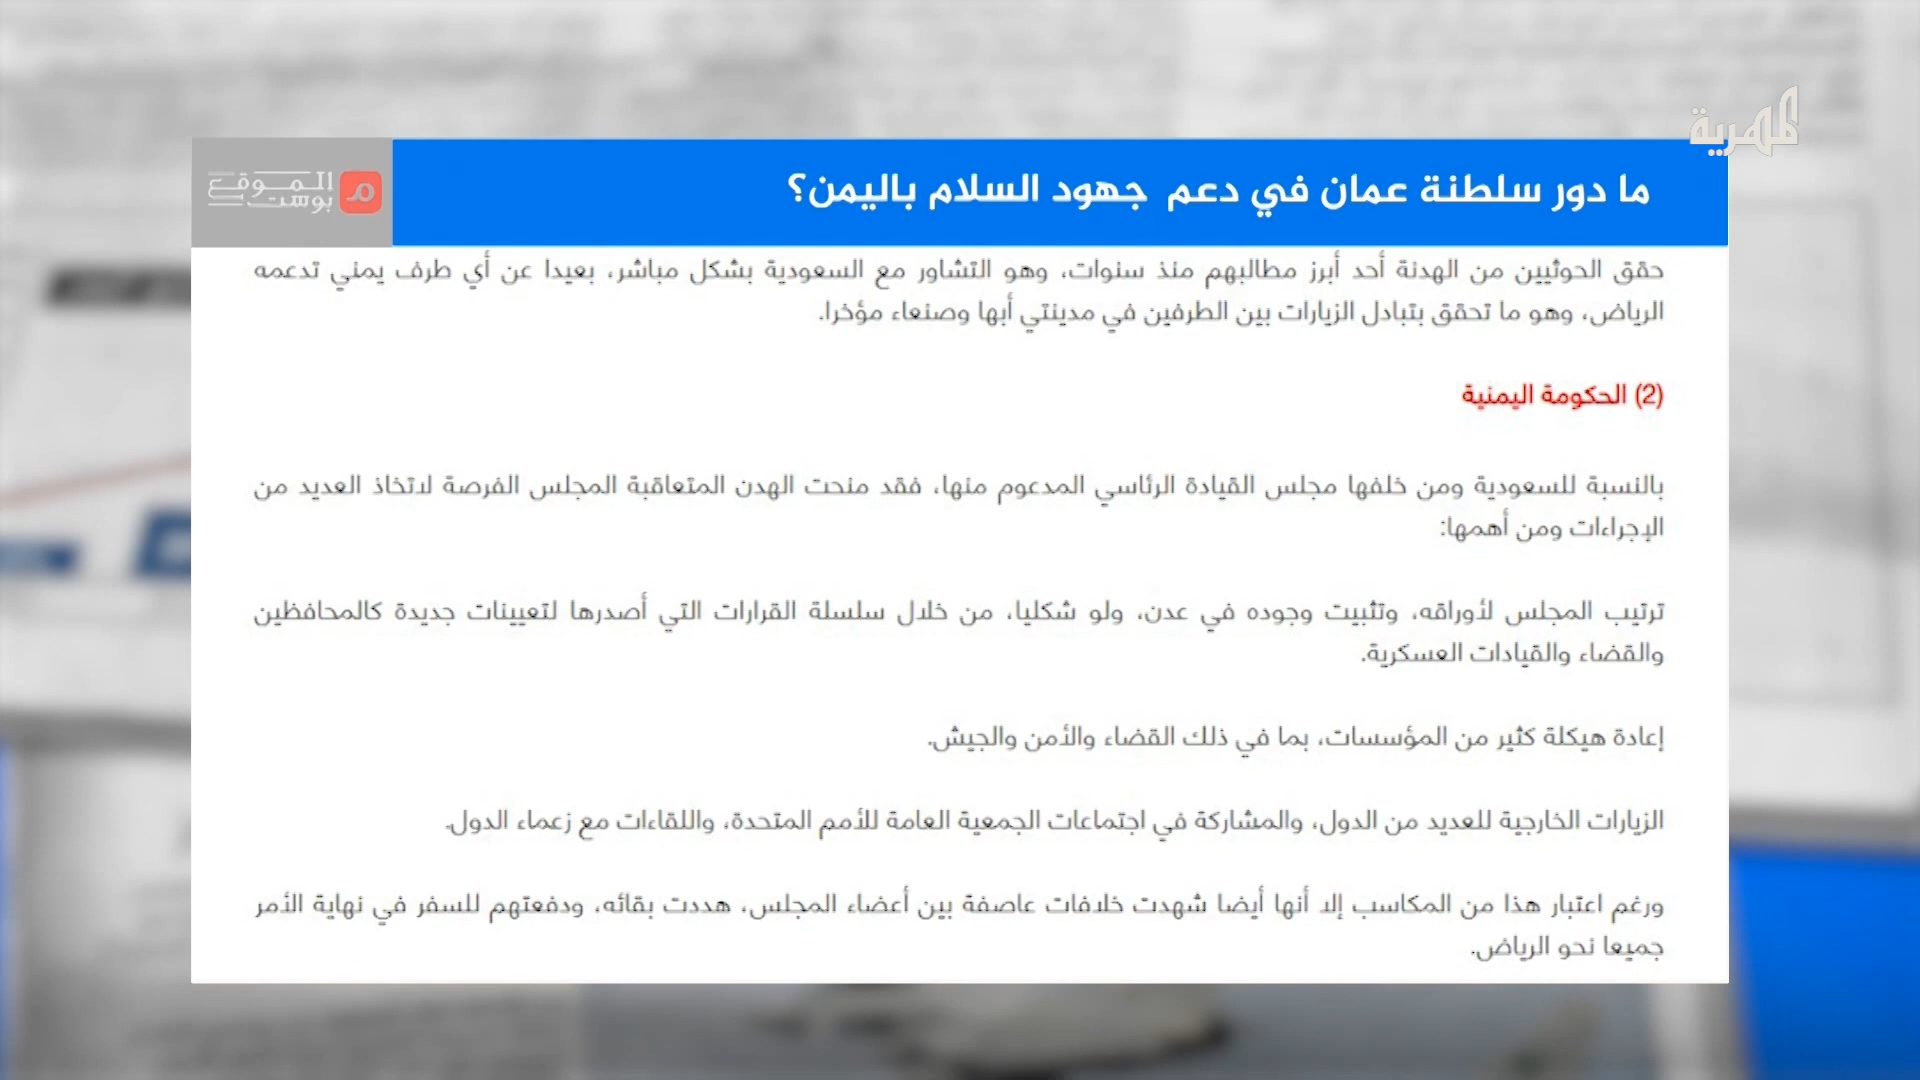 المهرية
ما دور سلطنة عمان في دعم جهود السلام باليمن؟
الموقع
بوست
حقق الحوثيين من الهدنة أحد أبرز مطالبهم منذ سنوات، وهو التشاور مع السعودية بشكل مباشر، بعيدا عن أي طرف يمني تدعمه
الرياض، وهو ما تحقق بتبادل الزيارات بين الطرفين في مدينتي أبها وصنعاء مؤخرا.
(2) الحكومة اليمنية
بالنسبة للسعودية ومن خلفها مجلس القيادة الرئاسي المدعوم منها، فقد منحت الهدن المتعاقبة المجلس الفرصة لاتخاذ العديد من
الإجراءات ومن أهمها:
ترتيب المجلس لأوراقه، وتثبيت وجوده في عدن، ولو شكليا، من خلال سلسلة القرارات التي أصدرها لتعيينات جديدة كالمحافظين
والقضاء والقيادات العسكرية.
إعادة هيكلة كثير من المؤسسات، بما في ذلك القضاء والأمن والجيش.
الزيارات الخارجية للعديد من الدول، والمشاركة في اجتماعات الجمعية العامة للأمم المتحدة، واللقاءات مع زعماء الدول.
ورغم اعتبار هذا من المكاسب إلا أنها أيضا شهدت خلافات عاصفة بين أعضاء المجلس، هددت بقائه، ودفعتهم للسفر في نهاية الأمر
جميعا نحو الرياض.